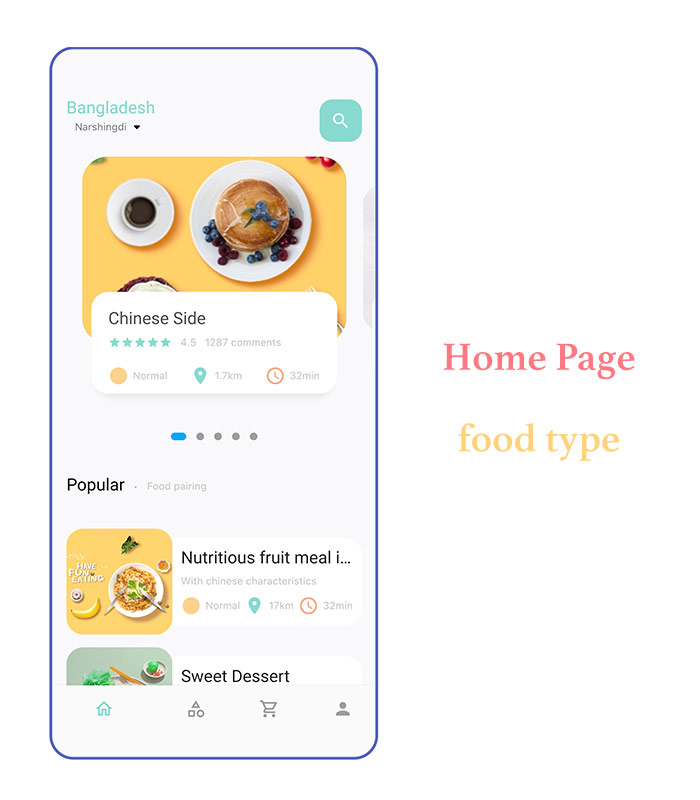 Bangladesh
Narshingdi
Chinese Side
4.5 1287 comments
Normal 1.7km 32min
Home Page
food type
Popular · Food pairing
HAVE
FUN
EATING
Nutritious fruit meal i...
With chinese characteristics
Normal 17km 32min
Sweet Dessert